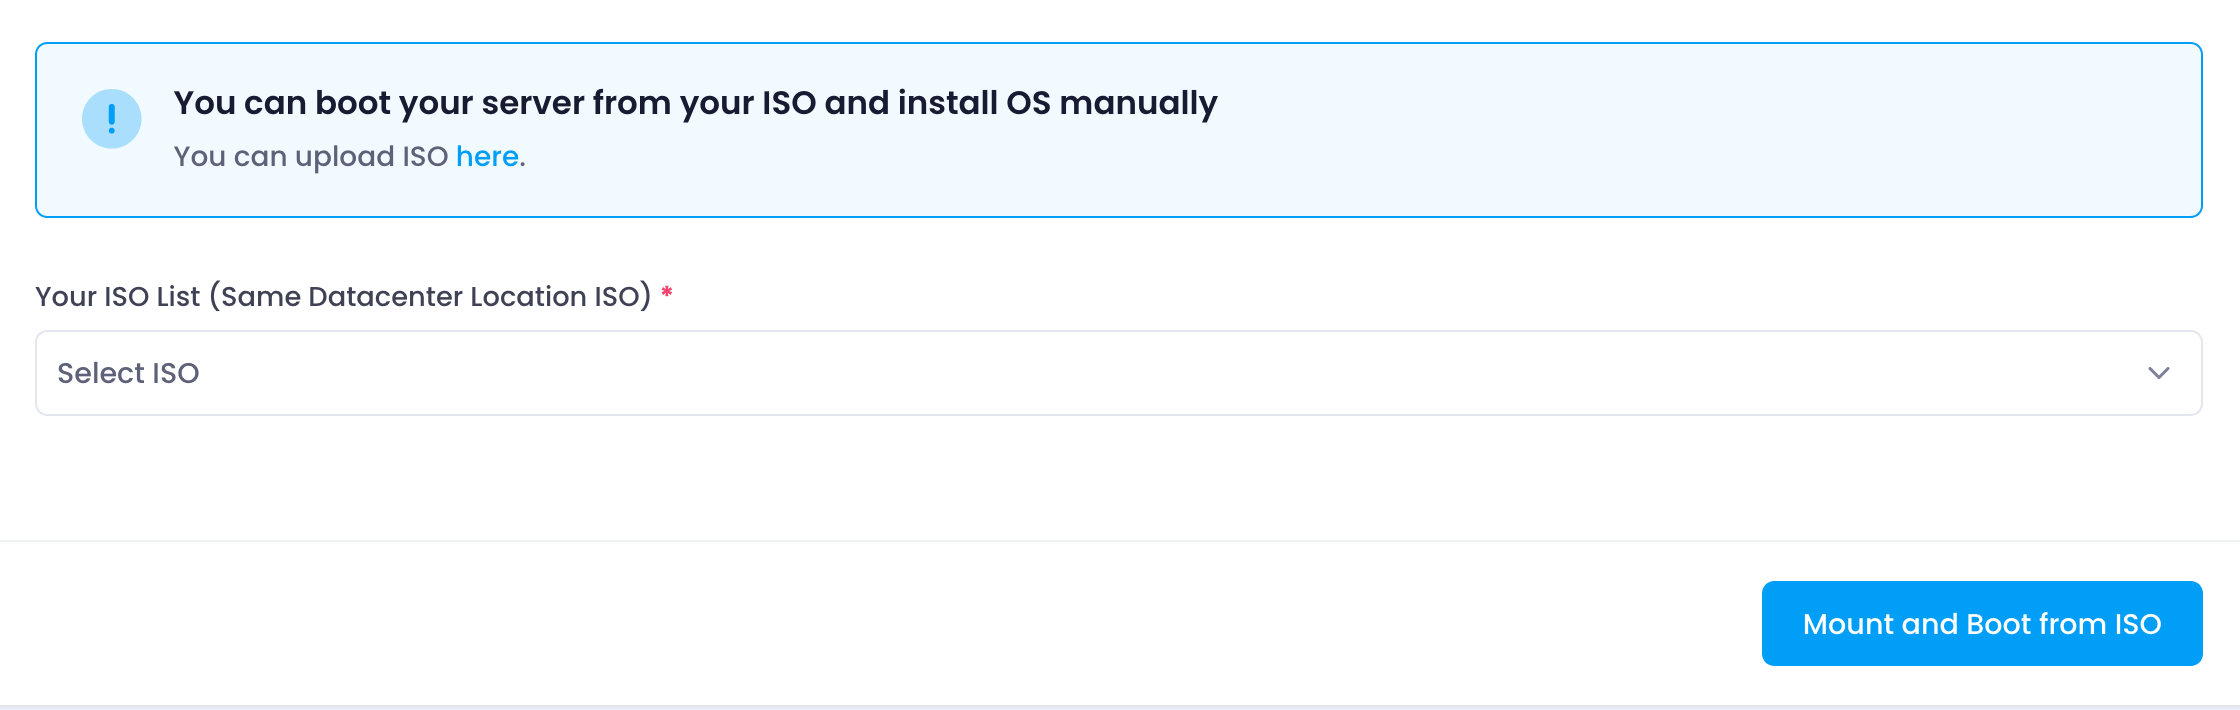 You can boot your server from your ISO and install OS manually
You can upload ISO here.
Your ISO List (Same Datacenter Location ISO) *
Select ISO
Mount and Boot from ISO